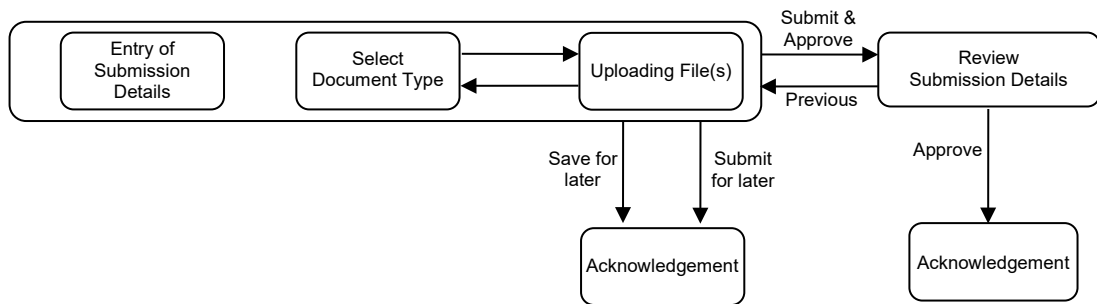 Entry of
Submission
Details
Select
Document Type
Uploading File(s)
Submit &
Approve
Previous
Review
Submission Details
Save for
later
Submit
for later
Approve
Acknowledgement
Acknowledgement